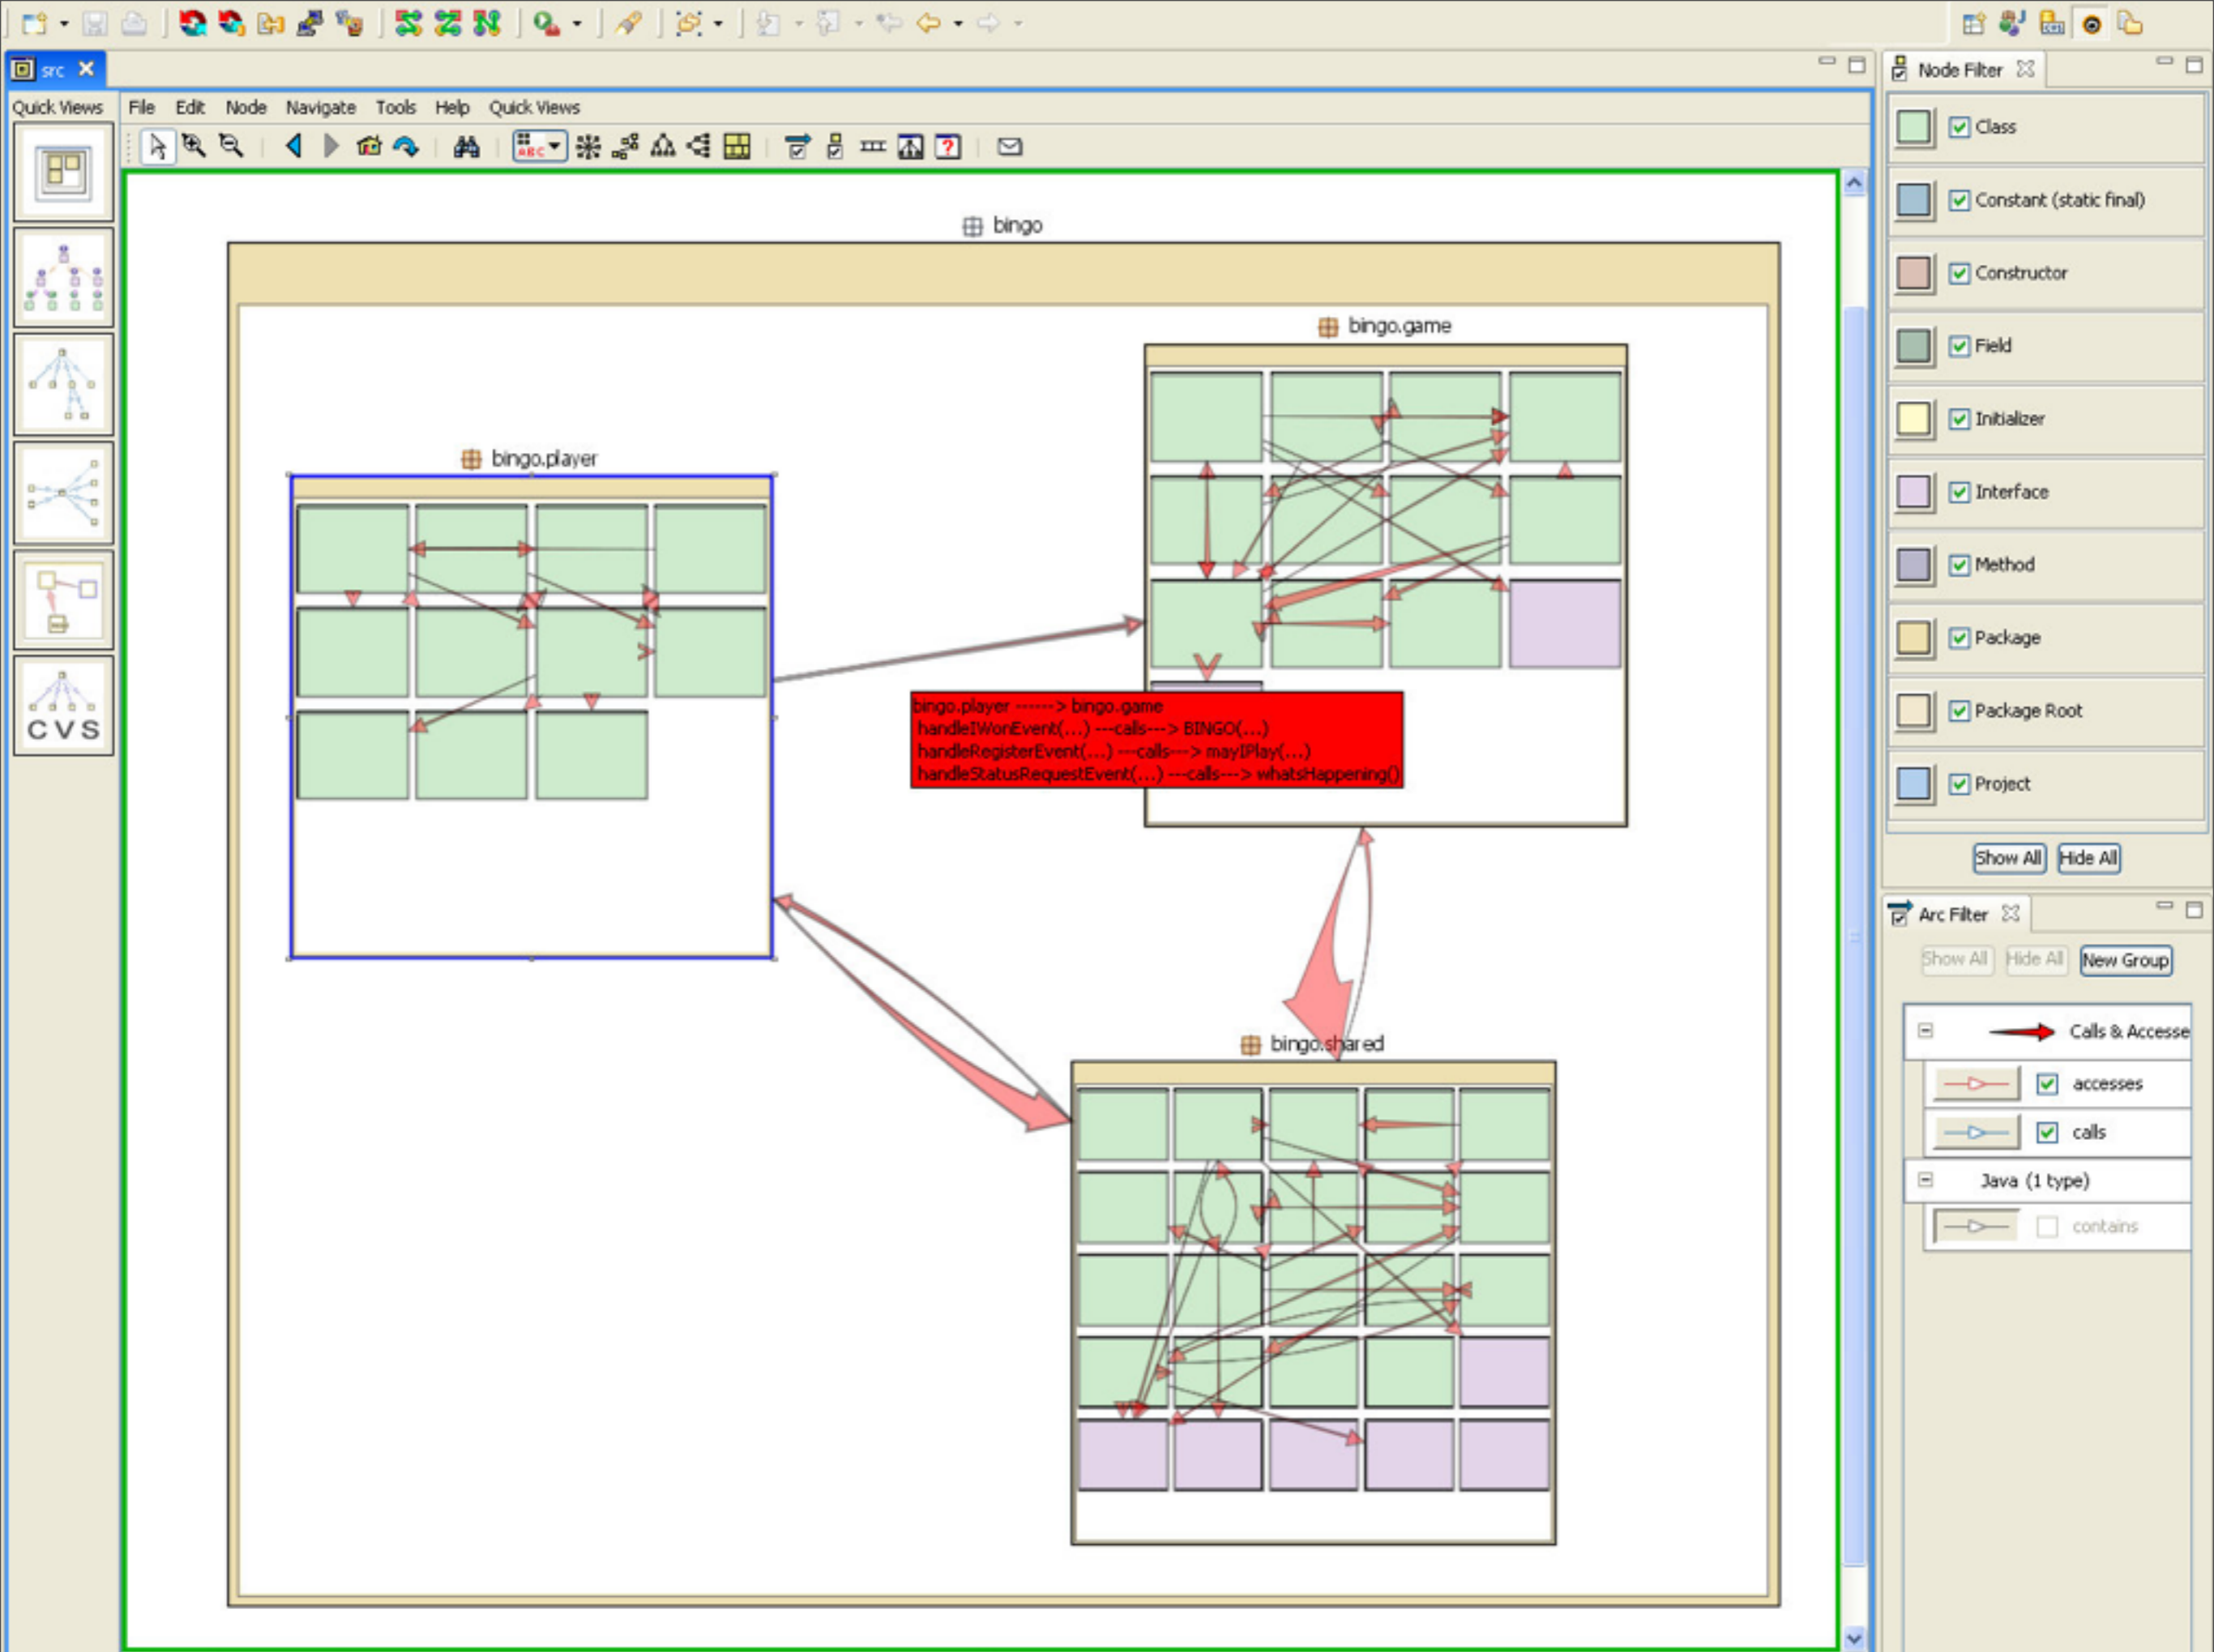 src
Quick Views
File Edit Node Navigate Tools Help Quick Views
ABC
CVS
bingo
bingo.game
bingo.player
bingo.player ------> bingo.game
handleIWonEvent(...) ---calls---> BINGO(...)
handleRegisterEvent(...) ---calls---> mayIPlay(...)
handleStatusRequestEvent(...) ---calls---> whatsHappening()
bingo.shared
Node Filter
Class
Constant (static final)
Constructor
Field
Initializer
Interface
Method
Package
Package Root
Project
Show All Hide All
Arc Filter
Show All Hide All New Group
Calls & Accesse
accesses
calls
Java (1 type)
contains